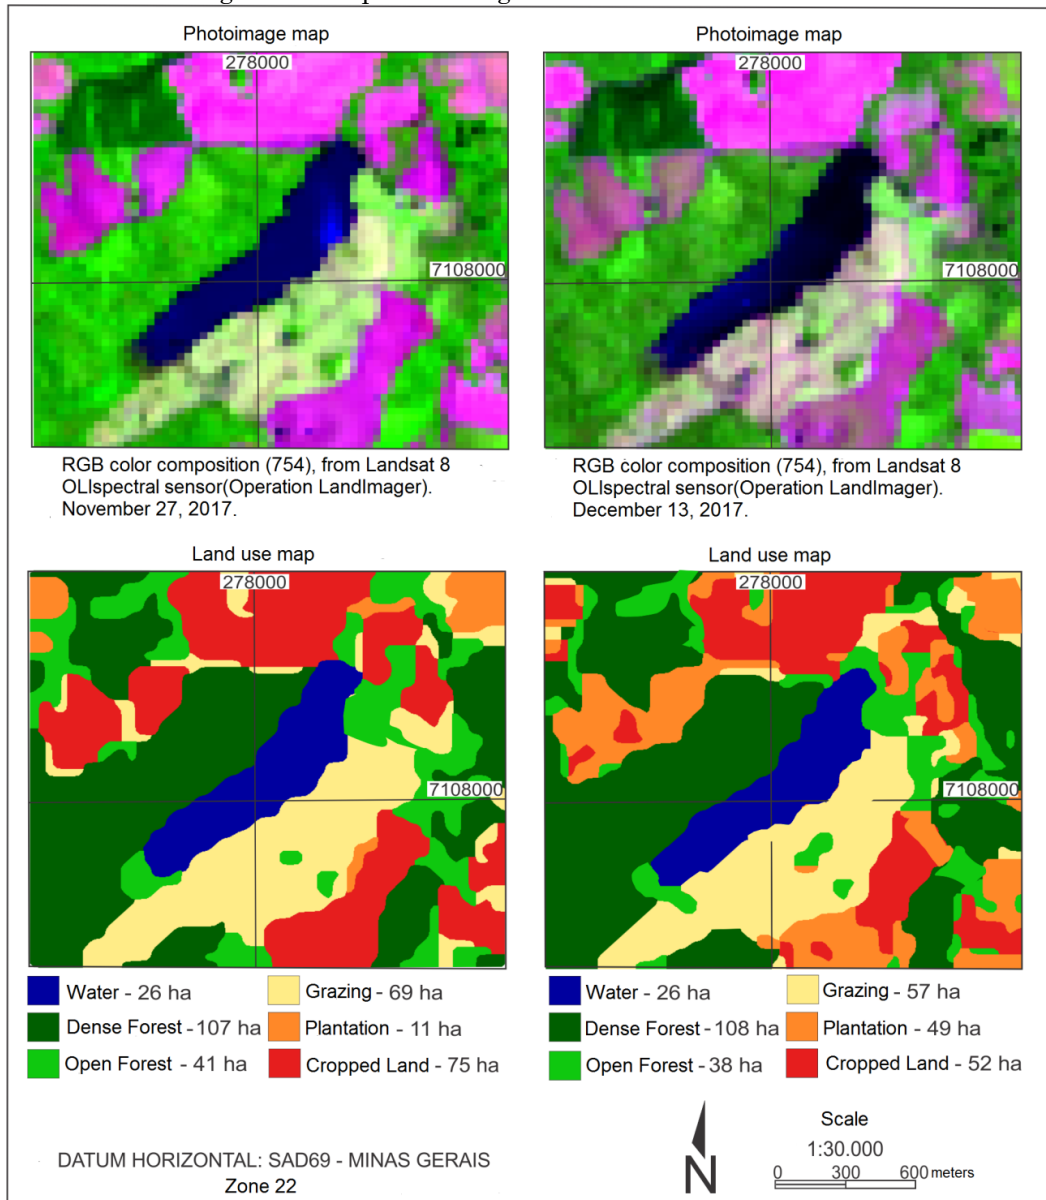 Photoimage map
Photoimage map
278000
278000
7108000
7108000
RGB color composition (754), from Landsat 8
OLIspectral sensor(Operation LandImager).
November 27, 2017.
RGB color composition (754), from Landsat 8
OLIspectral sensor(Operation LandImager).
December 13, 2017.
Land use map
Land use map
278000
278000
7108000
7108000
Water - 26 ha
Grazing - 69 ha
Dense Forest -107 ha
Plantation - 11 ha
Open Forest - 41 ha
Cropped Land - 75 ha
Water - 26 ha
Grazing - 57 ha
Dense Forest -108 ha
Plantation - 49 ha
Open Forest -38 ha
Cropped Land - 52 ha
DATUM HORIZONTAL: SAD69 - MINAS GERAIS
Zone 22
N
Scale
1:30.000
0 300 600 meters